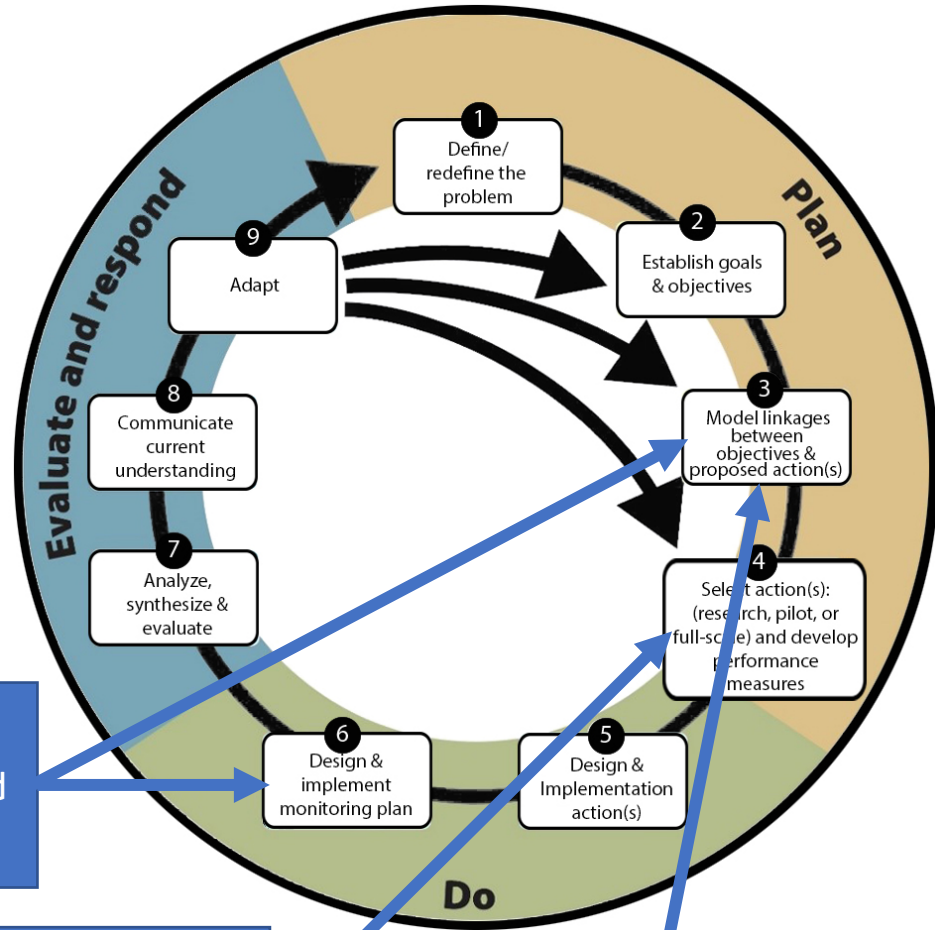 1
Define/
redefine the
problem
2
Establish goals
& objectives
3
Model linkages
between
objectives &
proposed action(s)
4
Select action(s):
(research, pilot, or
full-scale) and develop
performance
measures
5
Design &
Implementation
action(s)
6
Design &
implement
monitoring plan
7
Analyze,
synthesize &
evaluate
8
Communicate
current
understanding
9
Adapt
Plan
Do
Evaluate and respond